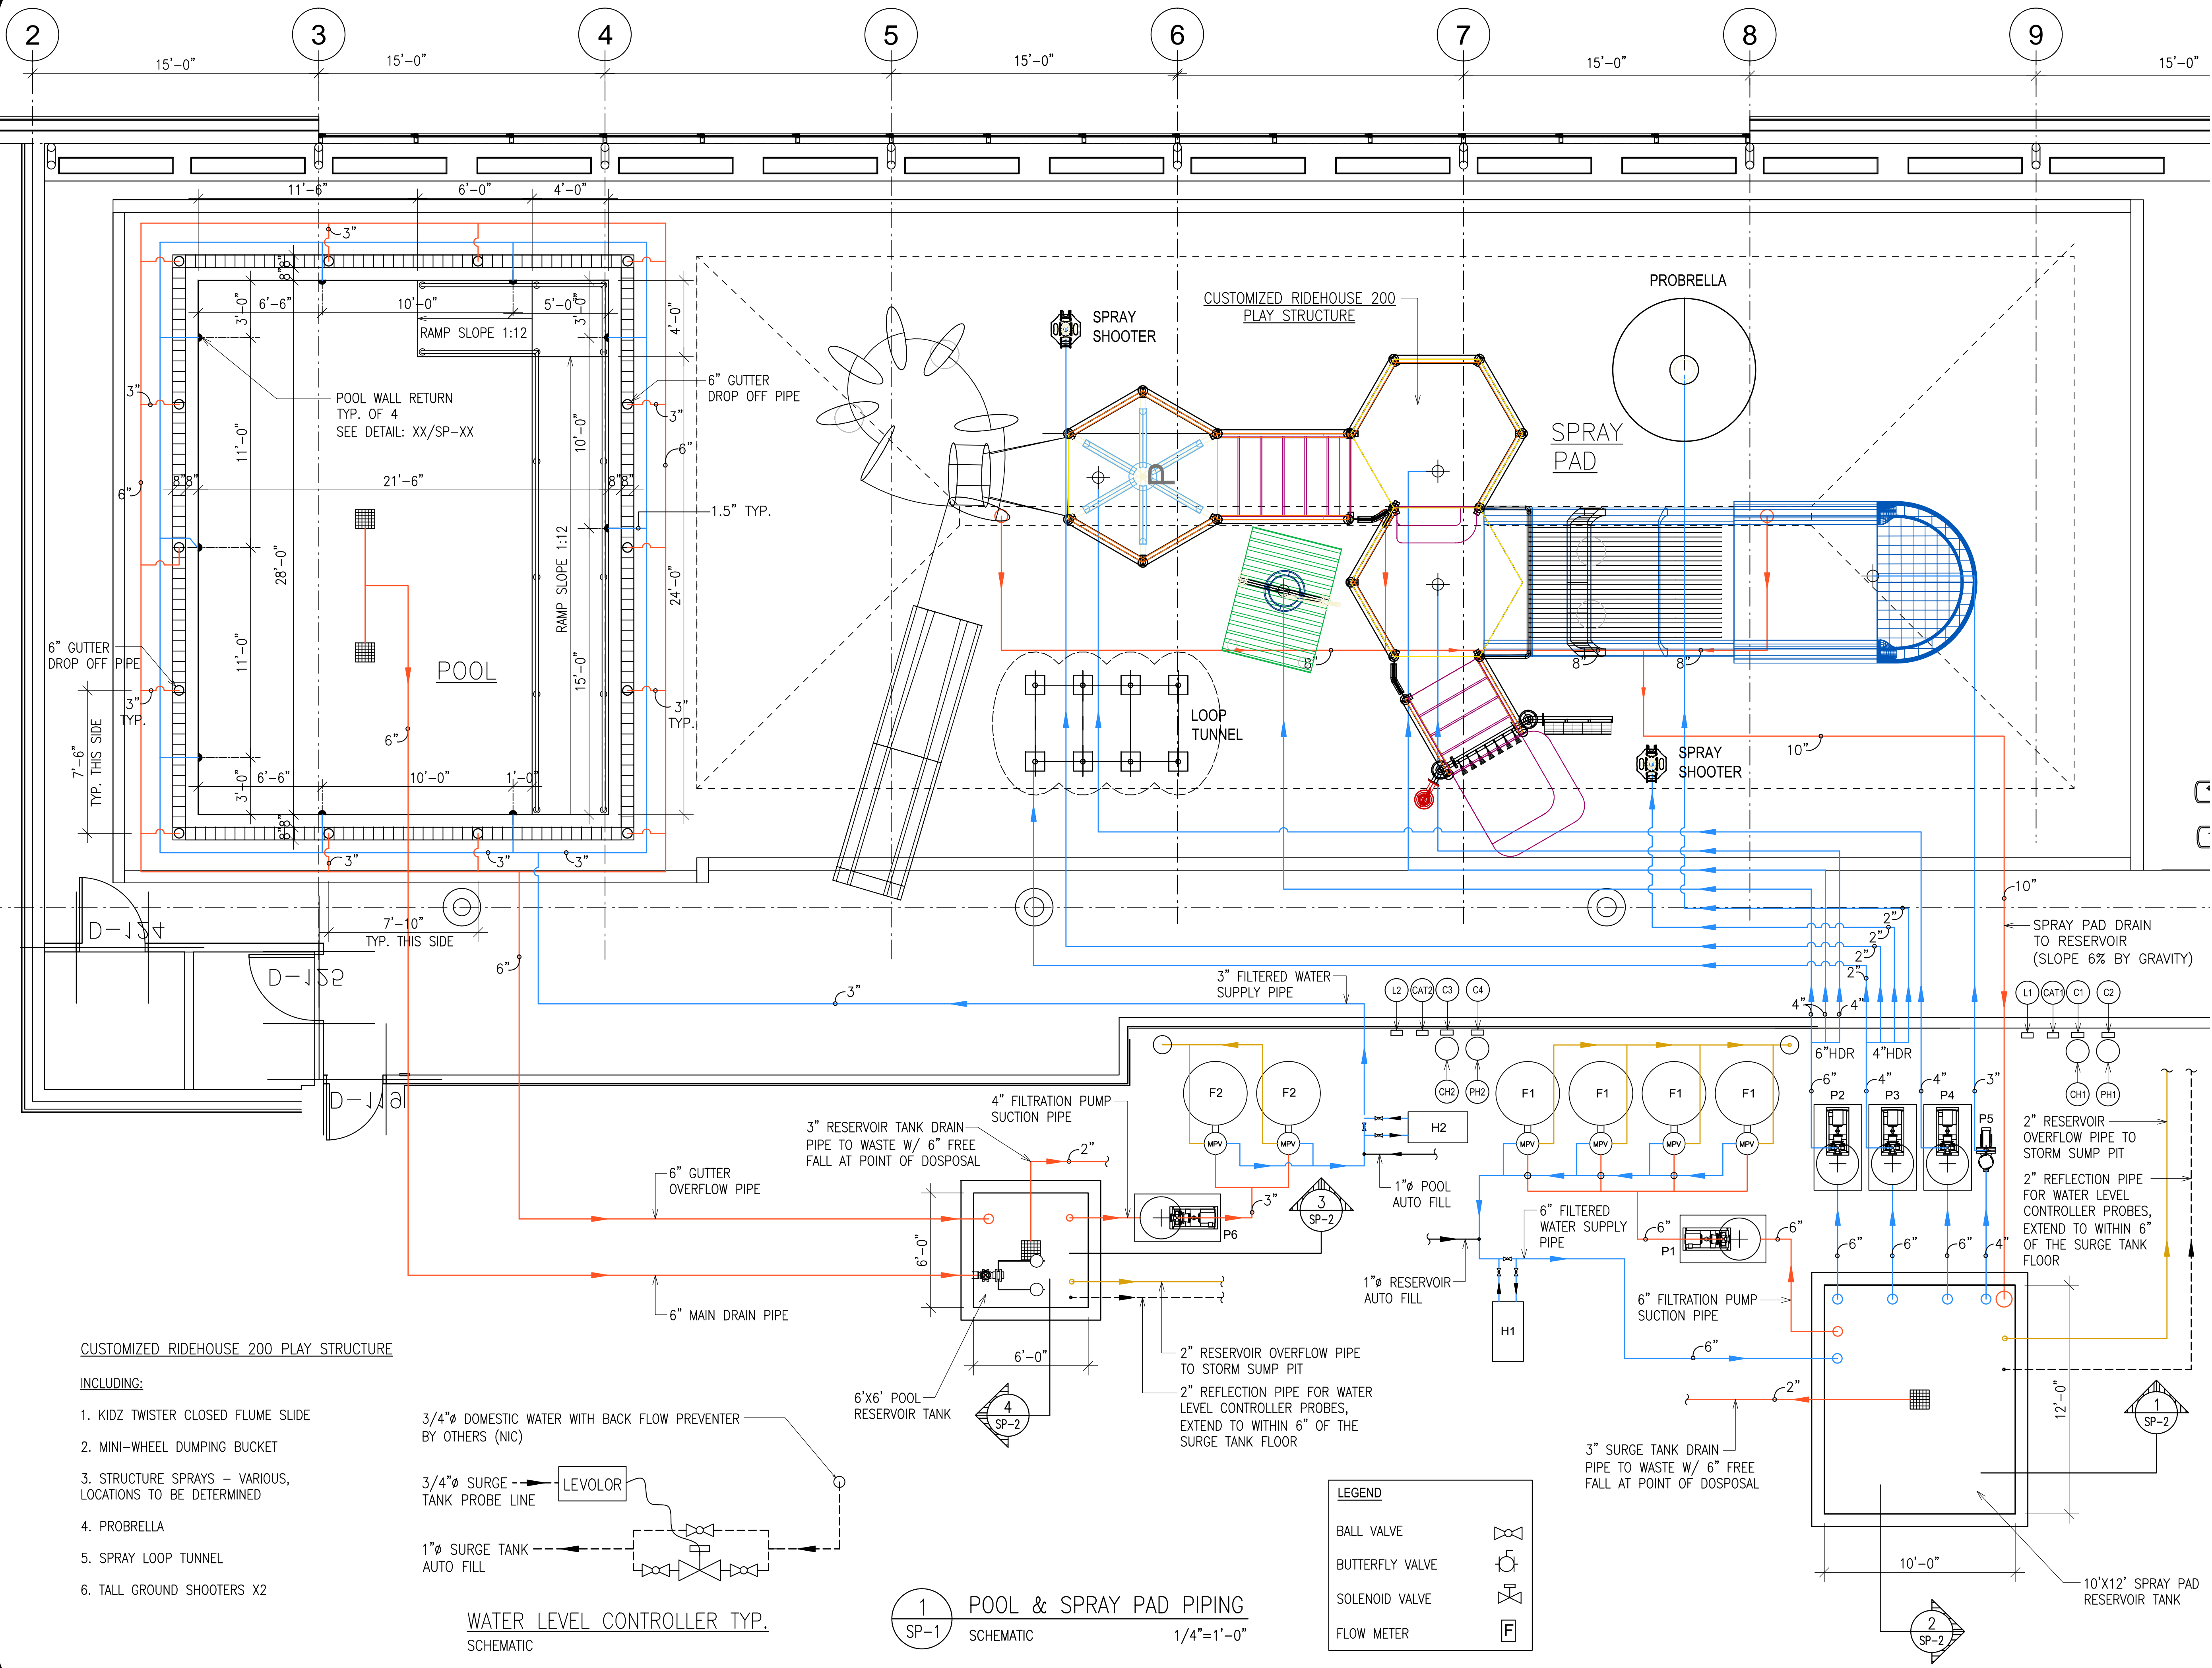 2
3
4
5
6
7
8
9
15'-0"
15'-0"
15'-0"
15'-0"
15'-0"
11'-6"
6'-0"
4'-0"
3"
8"
8"
3'-0"
6'-6"
10'-0"
5'-0"
3'-0"
4'-0"
RAMP SLOPE 1:12
POOL WALL RETURN
TYP. OF 4
SEE DETAIL: XX/SP-XX
6" GUTTER
DROP OFF PIPE
3"
3"
6"
11'-0"
10'-0"
6"
8"
8"
21'-6"
8"
8"
1.5" TYP.
28'-0"
RAMP SLOPE 1:12
24'-0"
11'-0"
15'-0"
POOL
6" GUTTER
DROP OFF PIPE
3"
TYP.
3"
TYP.
6"
7'-6"
TYP. THIS SIDE
3'-0"
6'-6"
10'-0"
1'-0"
8"
8"
3"
3"
3"
7'-10"
TYP. THIS SIDE
D-124
D-125
D-119
6"
SPRAY
SHOOTER
CUSTOMIZED RIDEHOUSE 200
PLAY STRUCTURE
PROBRELLA
SPRAY
PAD
P
8"
8"
8"
LOOP
TUNNEL
10"
SPRAY
SHOOTER
10"
SPRAY PAD DRAIN
TO RESERVOIR
(SLOPE 6% BY GRAVITY)
2"
2"
2"
2"
3"
3" FILTERED WATER
SUPPLY PIPE
L2
CAT2
C3
C4
CH2
PH2
4"
4"
6"HDR
4"HDR
L1
CAT1
C1
C2
CH1
PH1
F2
F2
MPV
MPV
H2
F1
F1
F1
F1
MPV
MPV
MPV
MPV
6"
4"
4"
3"
P2
P3
P4
P5
4" FILTRATION PUMP
SUCTION PIPE
3" RESERVOIR TANK DRAIN
PIPE TO WASTE W/ 6" FREE
FALL AT POINT OF DOSPOSAL
2"
6" GUTTER
OVERFLOW PIPE
3"
P6
3
SP-2
1"ø POOL
AUTO FILL
6" FILTERED
WATER SUPPLY
PIPE
6"
P1
6"
6"
6"
6"
4"
2" RESERVOIR
OVERFLOW PIPE TO
STORM SUMP PIT
2" REFLECTION PIPE
FOR WATER LEVEL
CONTROLLER PROBES,
EXTEND TO WITHIN 6"
OF THE SURGE TANK
FLOOR
6'-0"
1"ø RESERVOIR
AUTO FILL
H1
6" FILTRATION PUMP
SUCTION PIPE
6"
6" MAIN DRAIN PIPE
6'-0"
2" RESERVOIR OVERFLOW PIPE
TO STORM SUMP PIT
2" REFLECTION PIPE FOR WATER
LEVEL CONTROLLER PROBES,
EXTEND TO WITHIN 6" OF THE
SURGE TANK FLOOR
6'X6' POOL
RESERVOIR TANK
4
SP-2
2"
12'-0"
1
SP-2
3" SURGE TANK DRAIN
PIPE TO WASTE W/ 6" FREE
FALL AT POINT OF DOSPOSAL
10'-0"
10'X12' SPRAY PAD
RESERVOIR TANK
2
SP-2
CUSTOMIZED RIDEHOUSE 200 PLAY STRUCTURE
INCLUDING:
1. KIDZ TWISTER CLOSED FLUME SLIDE
2. MINI-WHEEL DUMPING BUCKET
3. STRUCTURE SPRAYS - VARIOUS,
LOCATIONS TO BE DETERMINED
4. PROBRELLA
5. SPRAY LOOP TUNNEL
6. TALL GROUND SHOOTERS X2
3/4"ø DOMESTIC WATER WITH BACK FLOW PREVENTER
BY OTHERS (NIC)
3/4"ø SURGE
TANK PROBE LINE
LEVOLOR
1"ø SURGE TANK
AUTO FILL
WATER LEVEL CONTROLLER TYP.
SCHEMATIC
1
SP-1
POOL & SPRAY PAD PIPING
SCHEMATIC
1/4"=1'-0"
LEGEND
BALL VALVE
BUTTERFLY VALVE
SOLENOID VALVE
FLOW METER
F